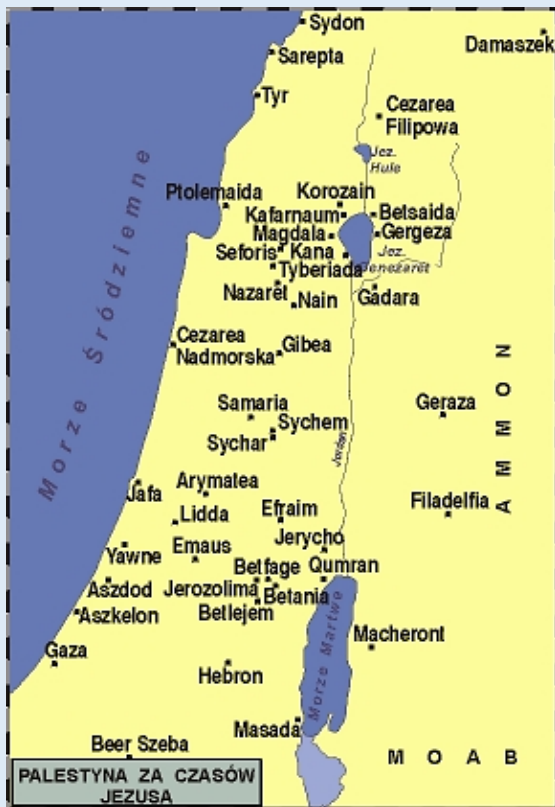 Sydon
Damaszek
Sarepta
Tyr
Cezarea
Filipowa
Jez.
Hule
Morze Śródziemne
Ptolemaida
Korozain
Kafarnaum
Betsaida
Magdala
Gergeza
Seforis
Kana
Jez.
Genezaret
Tyberiada
Nazaret
Nain
Gadara
Cezarea
Nadmorska
Gibea
AMMON
Samaria
Geraza
Sychem
Sychar
Jordan
Jafa
Arymatea
Lidda
Efraim
Filadelfia
Jerycho
Yawne
Emaus
Betfage
Qumran
Aszdod
Jerozolima
Betania
Aszkelon
Betlejem
Morze Martwe
Macheront
Gaza
Hebron
Masada
Beer Szeba
MOAB
PALESTYNA ZA CZASÓW
JEZUSA